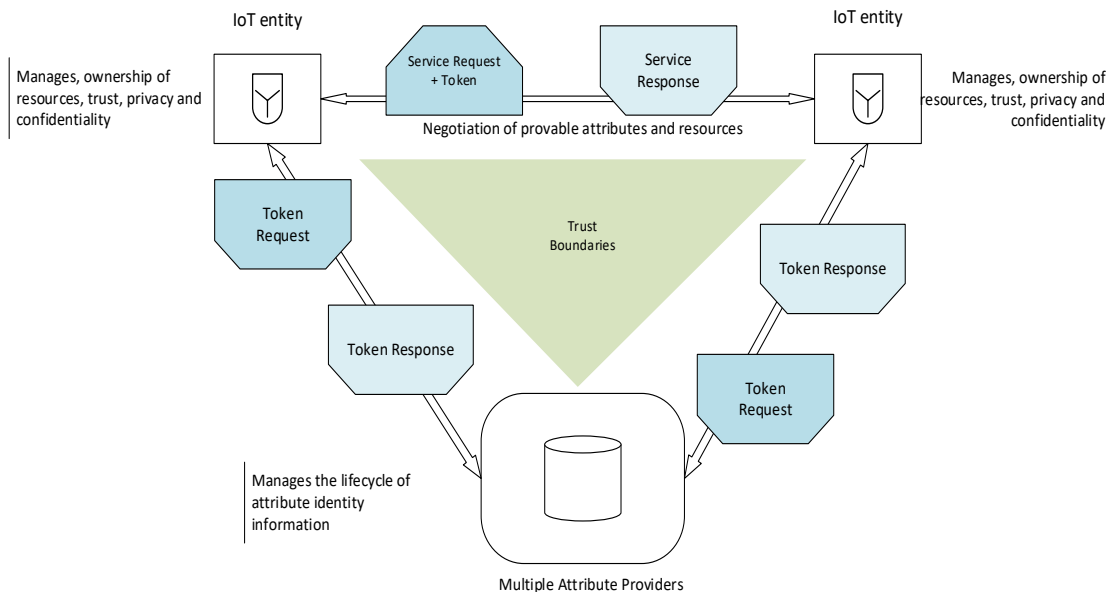 IoT entity
IoT entity
Manages, ownership of
resources, trust, privacy and
confidentiality
Service Request
+ Token
Service
Response
Manages, ownership of
resources, trust, privacy and
confidentiality
Negotiation of provable attributes and resources
Token
Request
Trust
Boundaries
Token Response
Token Response
Token
Request
Manages the lifecycle of
attribute identity
information
Multiple Attribute Providers